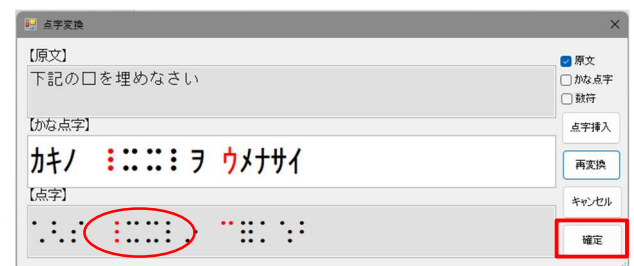 点字変換
【原文】
下記の□を埋めなさい
【かな点字】
カキノ ⠇⠭⠭⠇ヲ ウメナサイ
【点字】
原文
かな点字
数符
点字挿入
再変換
キャンセル
確定